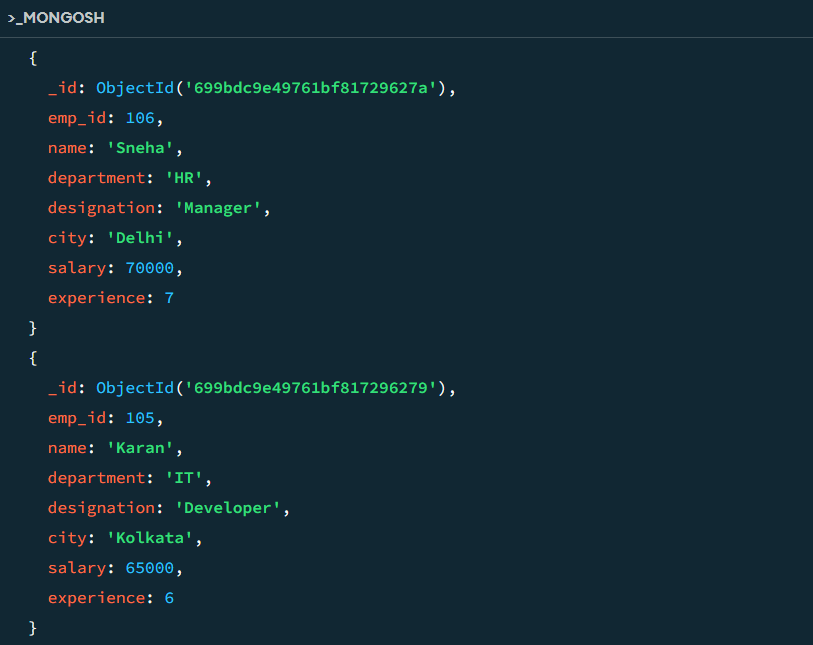 >_MONGOSH
{
_id: ObjectId('699bdc9e49761bf81729627a'),
emp_id: 106,
name: 'Sneha',
department: 'HR',
designation: 'Manager',
city: 'Delhi',
salary: 70000,
experience: 7
}
{
_id: ObjectId('699bdc9e49761bf817296279'),
emp_id: 105,
name: 'Karan',
department: 'IT',
designation: 'Developer',
city: 'Kolkata',
salary: 65000,
experience: 6
}